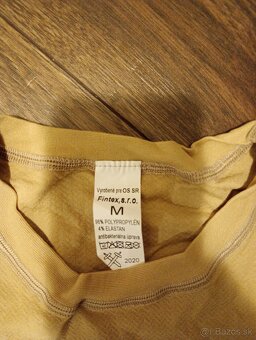 Vyrobené pre OS SR
Fintex, s.r.o.
M
96% POLYPROPYLÉN
4% ELASTAN
antibakteriálna úprava
2020
Bazos.sk